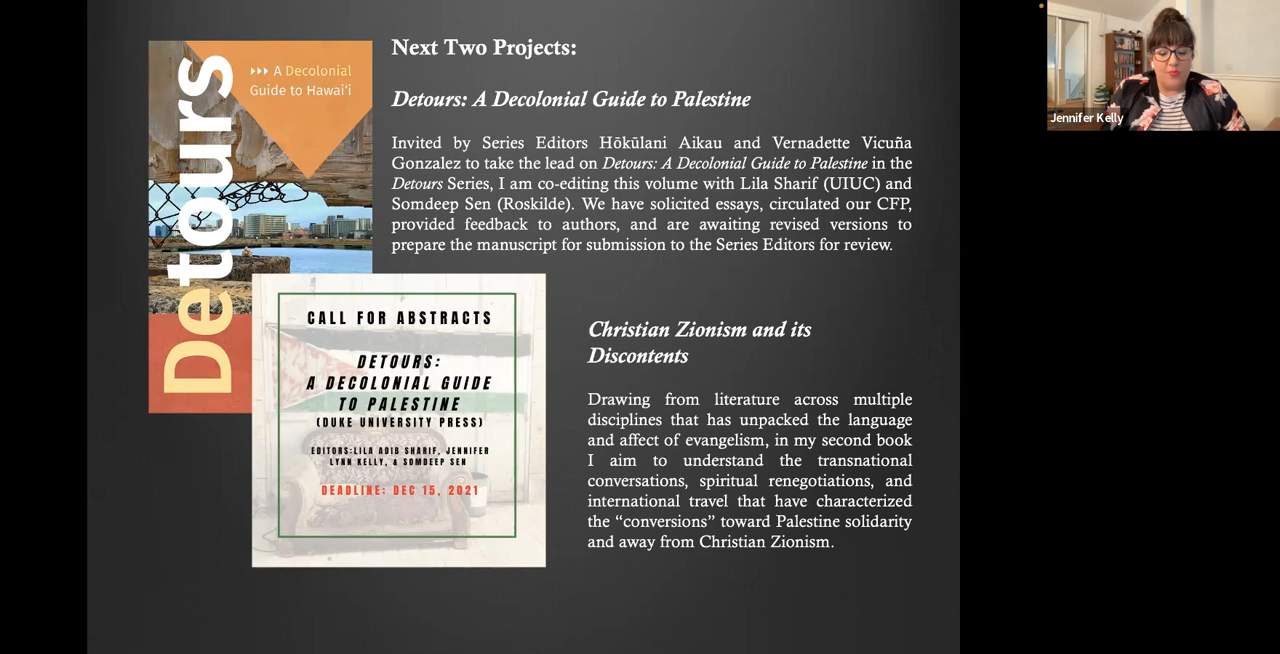 Next Two Projects:
Detours: A Decolonial Guide to Palestine
Invited by Series Editors Hōkūlani Aikau and Vernadette Vicuña
Gonzalez to take the lead on Detours: A Decolonial Guide to Palestine in the
Detours Series, I am co-editing this volume with Lila Sharif (UIUC) and
Somdeep Sen (Roskilde). We have solicited essays, circulated our CFP,
provided feedback to authors, and are awaiting revised versions to
prepare the manuscript for submission to the Series Editors for review.
Detours
A Decolonial
Guide to Hawai'i
CALL FOR ABSTRACTS
DETOURS:
A DECOLONIAL GUIDE
TO PALESTINE
(DUKE UNIVERSITY PRESS)
EDITORS:LILA ADIB SHARIF, JENNIFER
LYNN KELLY, & SOMDEEP SEN
DEADLINE: DEC 15, 2021
Christian Zionism and its
Discontents
Drawing from literature across multiple
disciplines that has unpacked the language
and affect of evangelism, in my second book
I aim to understand the transnational
conversations, spiritual renegotiations, and
international travel that have characterized
the “conversions” toward Palestine solidarity
and away from Christian Zionism.
Jennifer Kelly